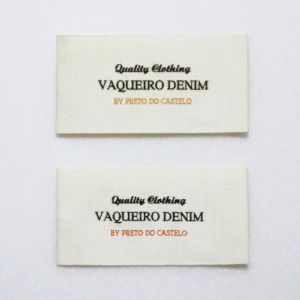 Quality Clothing
VAQUEIRO DENIM
BY PRETO DO CASTELO
Quality Clothing
VAQUEIRO DENIM
BY PRETO DO CASTELO